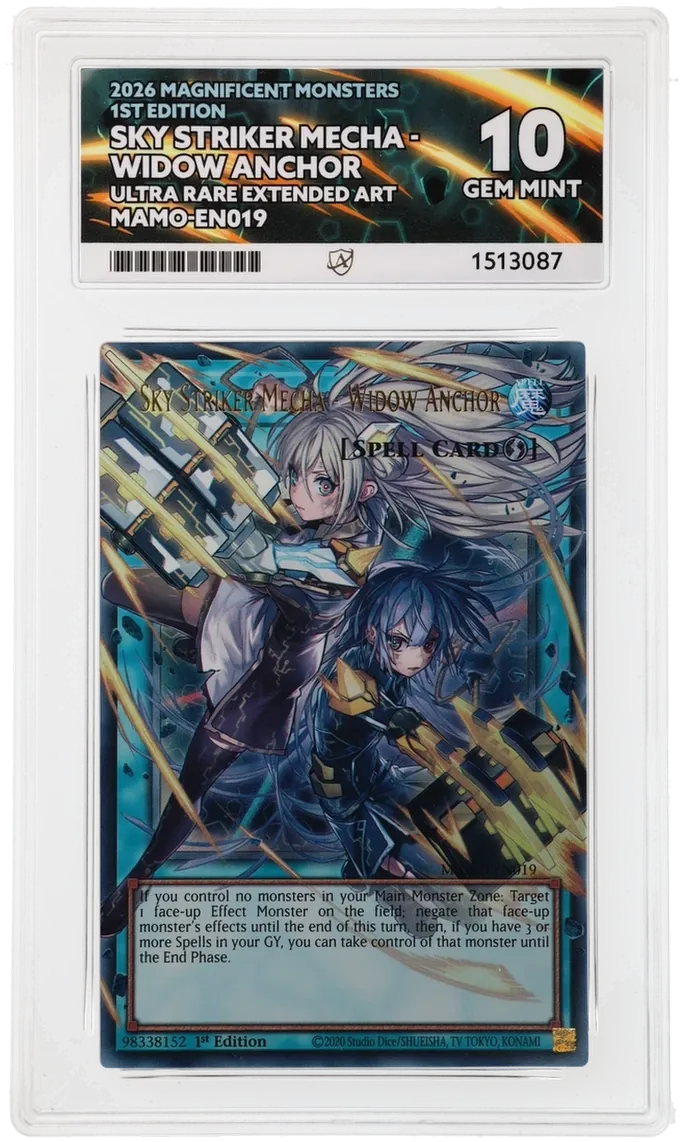 2026 MAGNIFICENT MONSTERS
1ST EDITION
SKY STRIKER MECHA -
WIDOW ANCHOR
ULTRA RARE EXTENDED ART
MAMO-EN019
10
GEM MINT
1513087
SKY STRIKER MECHA - WIDOW ANCHOR
SPELL
魔
[SPELL CARD]
019
If you control no monsters in your Main Monster Zone: Target
1 face-up Effect Monster on the field; negate that face-up
monster's effects until the end of this turn, then, if you have 3 or
more Spells in your GY, you can take control of that monster until
the End Phase.
98338152 1st Edition
©2020 Studio Dice/SHUEISHA, TV TOKYO, KONAMI